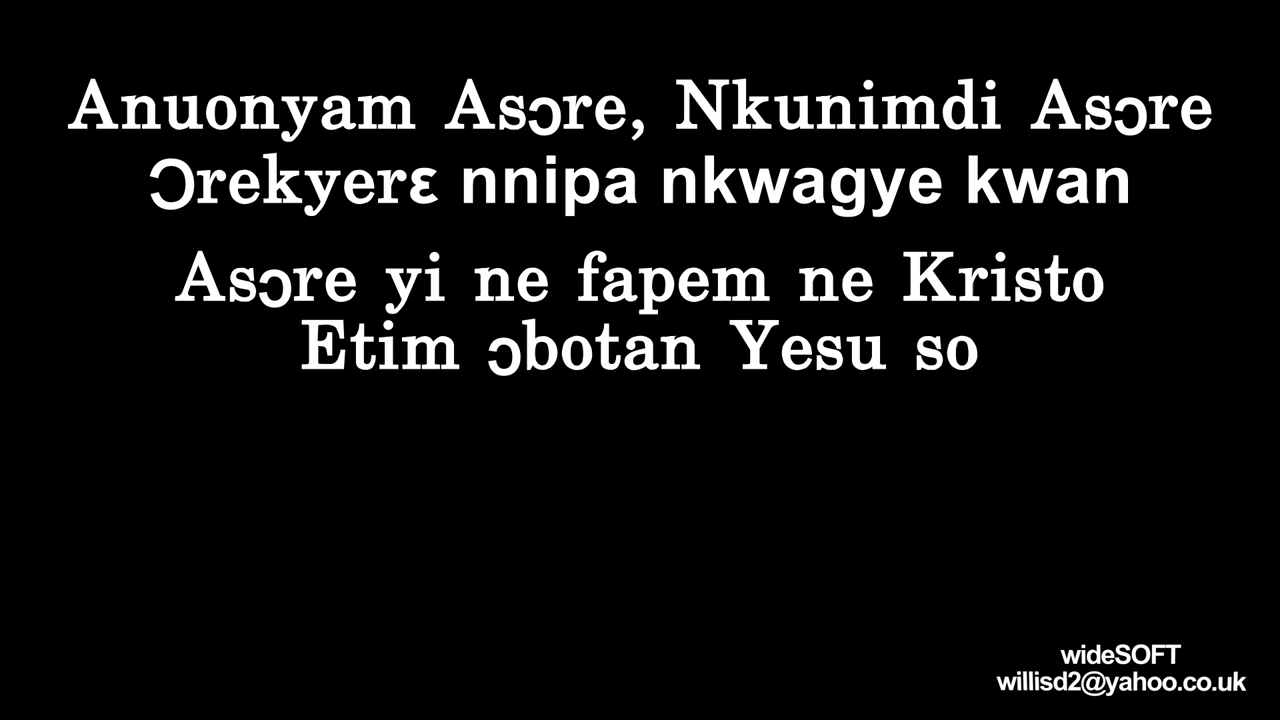 Anuonyam Asɔre, Nkunimdi Asɔre
Ɔrekyerɛ nnipa nkwagye kwan
Asɔre yi ne fapem ne Kristo
Etim ɔbotan Yesu so
wideSOFT
willisd2@yahoo.co.uk